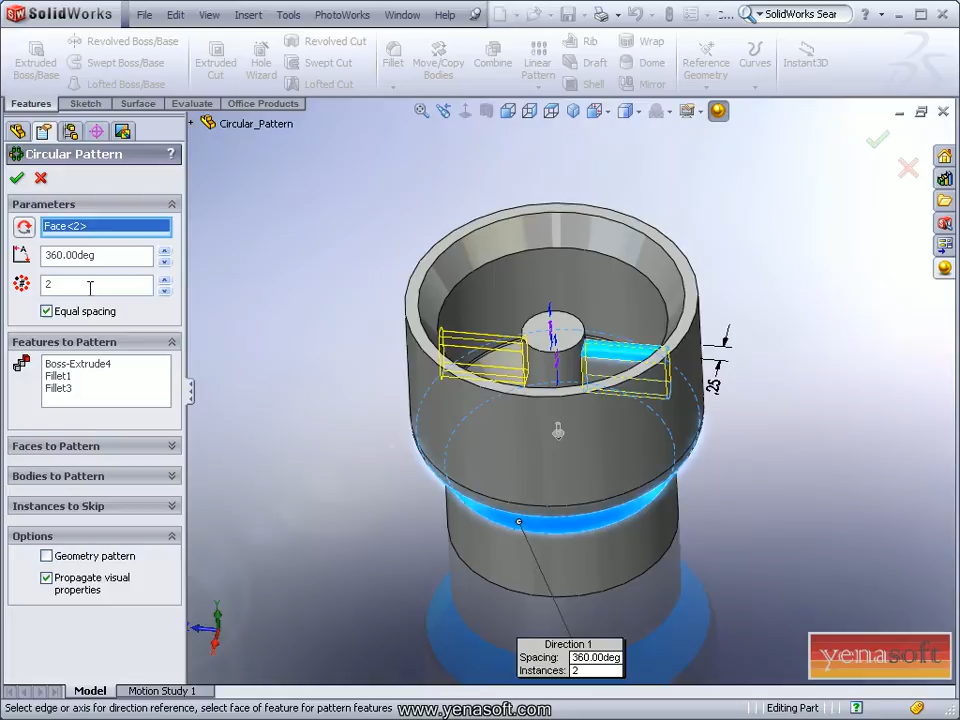 SolidWorks File Edit View Insert Tools PhotoWorks Window Help ... SolidWorks Sear ?
Extruded Boss/Base
Revolved Boss/Base
Swept Boss/Base
Lofted Boss/Base
Extruded Cut
Hole Wizard
Revolved Cut
Swept Cut
Lofted Cut
Fillet
Move/Copy Bodies
Combine
Linear Pattern
Rib
Draft
Shell
Wrap
Dome
Mirror
Reference Geometry
Curves
Instant3D
Features Sketch Surface Evaluate Office Products
Circular_Pattern
Circular Pattern ?
Parameters
Face<2>
360.00deg
2
Equal spacing
Features to Pattern
Boss-Extrude4
Fillet1
Fillet3
Faces to Pattern
Bodies to Pattern
Instances to Skip
Options
Geometry pattern
Propagate visual
properties
.25
Direction 1
Spacing: 360.00deg
Instances: 2
yenasoft
Model Motion Study 1
Select edge or axis for direction reference, select face of feature for pattern features www.yenasoft.com Editing Part ?